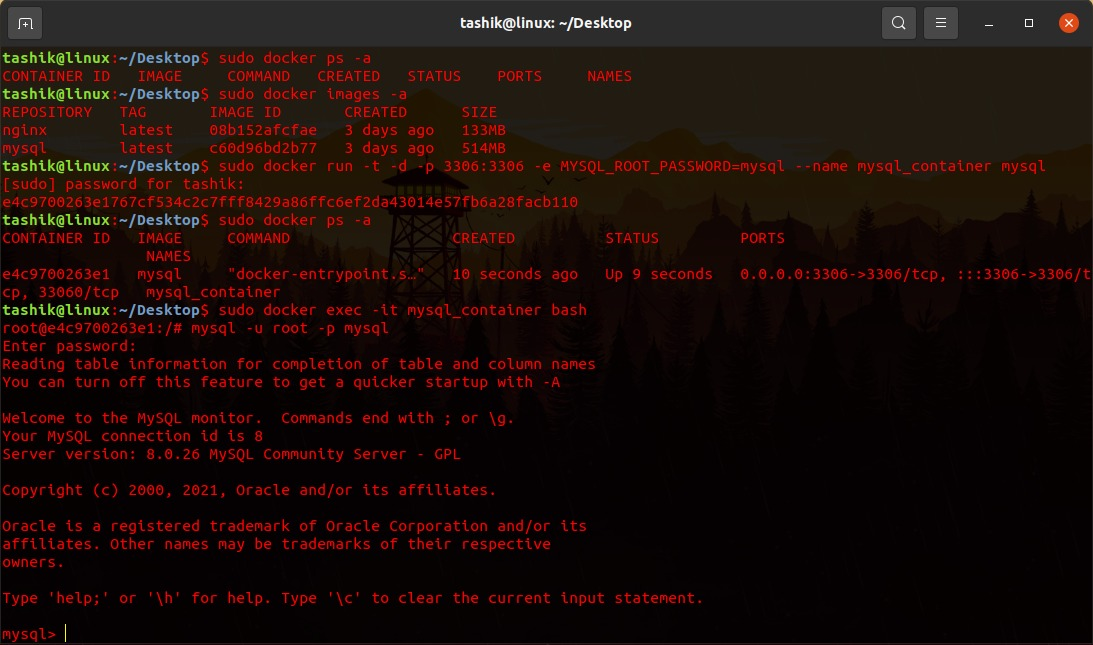 tashik@linux: ~/Desktop
tashik@linux:~/Desktop$ sudo docker ps -a
CONTAINER ID   IMAGE     COMMAND   CREATED   STATUS    PORTS     NAMES
tashik@linux:~/Desktop$ sudo docker images -a
REPOSITORY   TAG       IMAGE ID       CREATED      SIZE
nginx        latest    08b152afcfae   3 days ago   133MB
mysql        latest    c60d96bd2b77   3 days ago   514MB
tashik@linux:~/Desktop$ sudo docker run -t -d -p 3306:3306 -e MYSQL_ROOT_PASSWORD=mysql --name mysql_container mysql
[sudo] password for tashik:
e4c9700263e1767cf534c2c7fff8429a86ffc6ef2da43014e57fb6a28facb110
tashik@linux:~/Desktop$ sudo docker ps -a
CONTAINER ID   IMAGE     COMMAND                  CREATED          STATUS         PORTS
                NAMES
e4c9700263e1   mysql     "docker-entrypoint.s…"   10 seconds ago   Up 9 seconds   0.0.0.0:3306->3306/tcp, :::3306->3306/t
cp, 33060/tcp   mysql_container
tashik@linux:~/Desktop$ sudo docker exec -it mysql_container bash
root@e4c9700263e1:/# mysql -u root -p mysql
Enter password:
Reading table information for completion of table and column names
You can turn off this feature to get a quicker startup with -A
Welcome to the MySQL monitor.  Commands end with ; or \g.
Your MySQL connection id is 8
Server version: 8.0.26 MySQL Community Server - GPL
Copyright (c) 2000, 2021, Oracle and/or its affiliates.
Oracle is a registered trademark of Oracle Corporation and/or its
affiliates. Other names may be trademarks of their respective
owners.
Type 'help;' or '\h' for help. Type '\c' to clear the current input statement.
mysql>